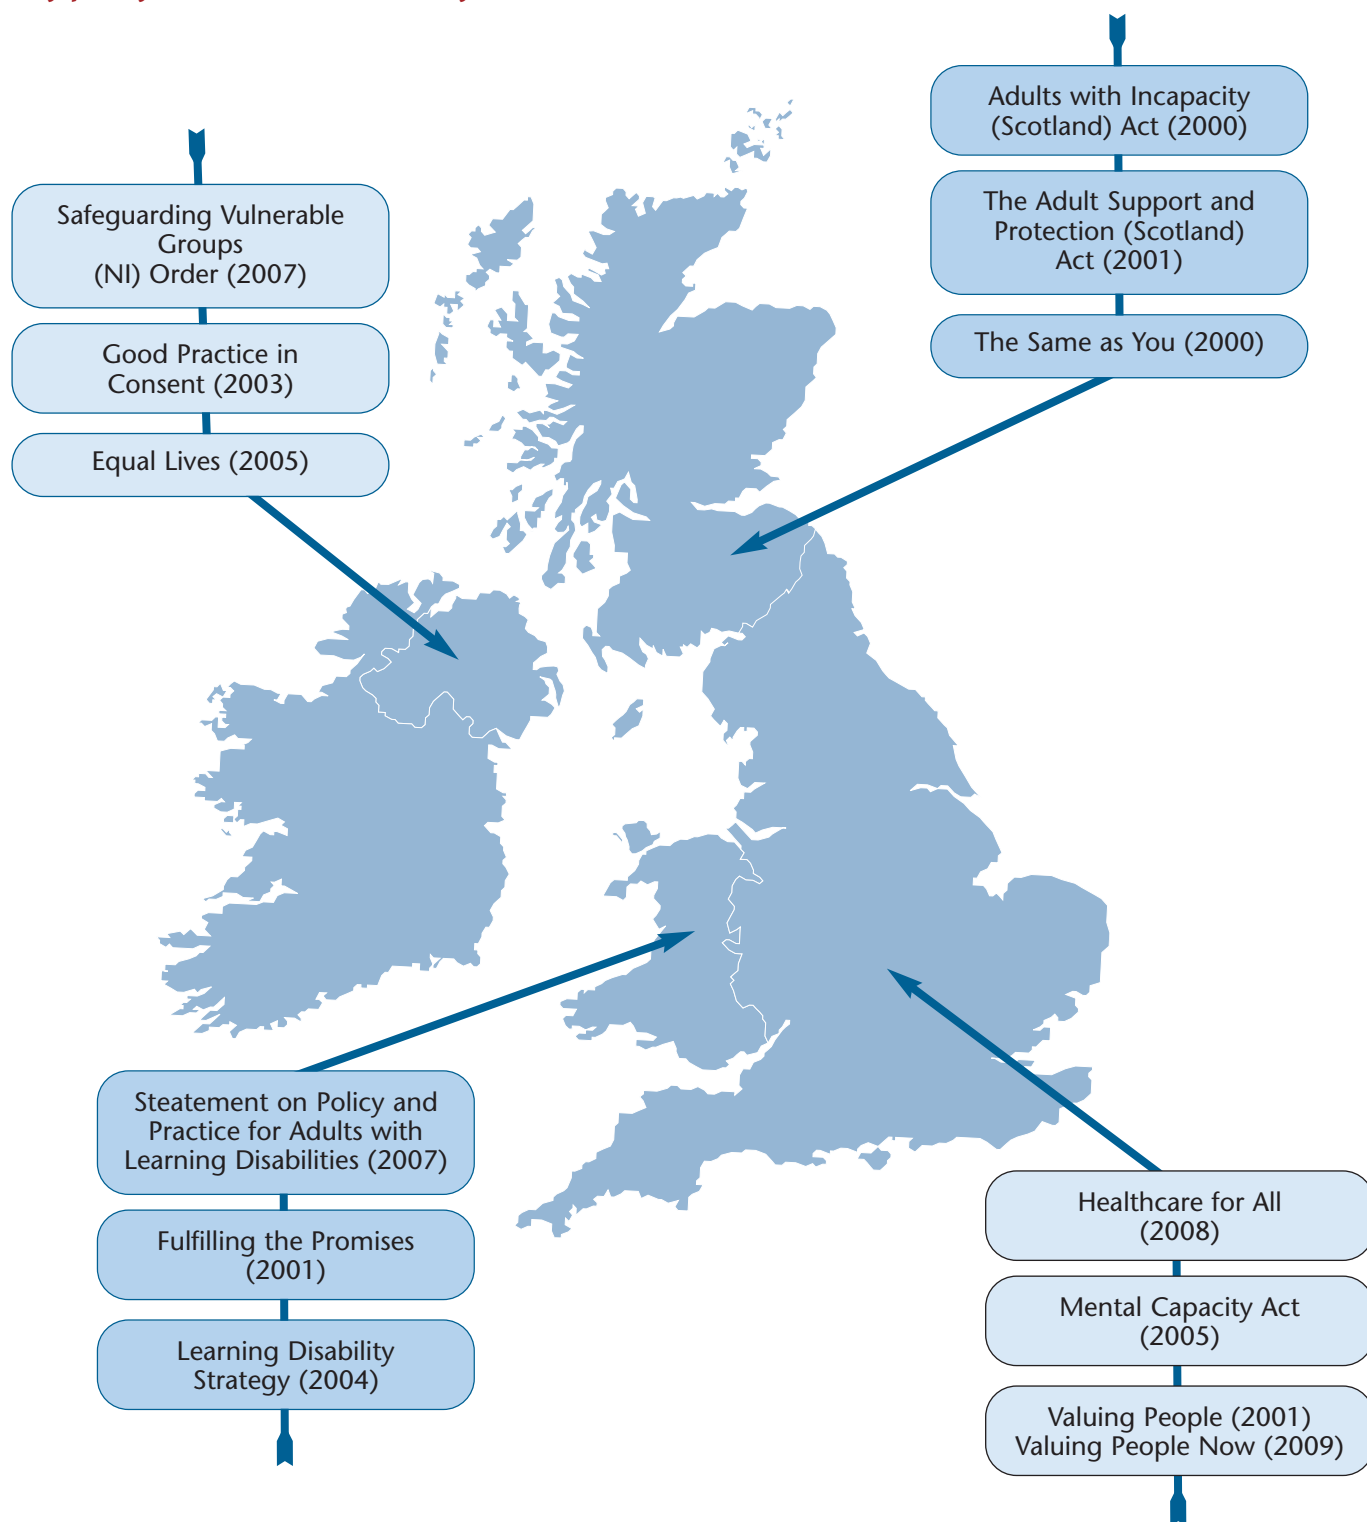 Adults with Incapacity
(Scotland) Act (2000)
The Adult Support and
Protection (Scotland)
Act (2001)
The Same as You (2000)
Safeguarding Vulnerable
Groups
(NI) Order (2007)
Good Practice in
Consent (2003)
Equal Lives (2005)
Steatement on Policy and
Practice for Adults with
Learning Disabilities (2007)
Fulfilling the Promises
(2001)
Learning Disability
Strategy (2004)
Healthcare for All
(2008)
Mental Capacity Act
(2005)
Valuing People (2001)
Valuing People Now (2009)